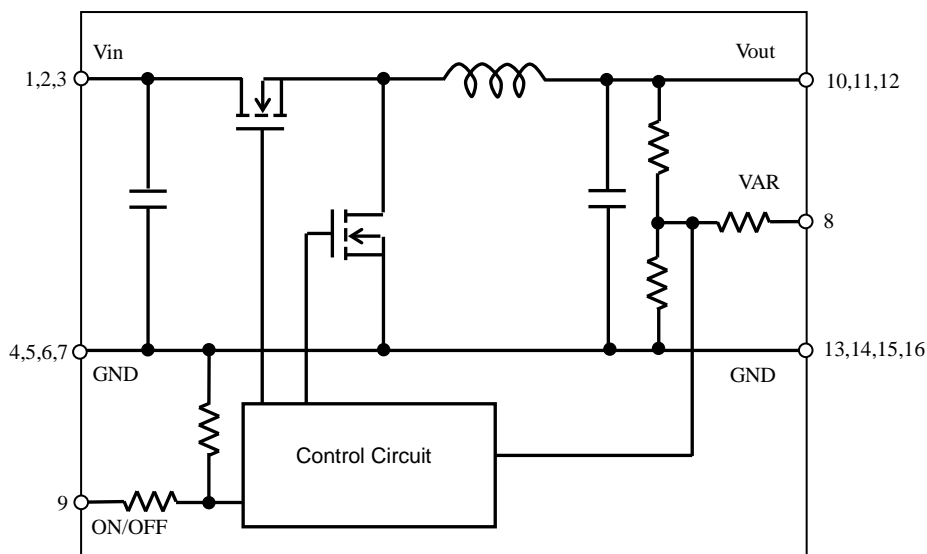 Vin
Vout
1,2,3
10,11,12
VAR
8
4,5,6,7
13,14,15,16
GND
GND
Control Circuit
9
ON/OFF